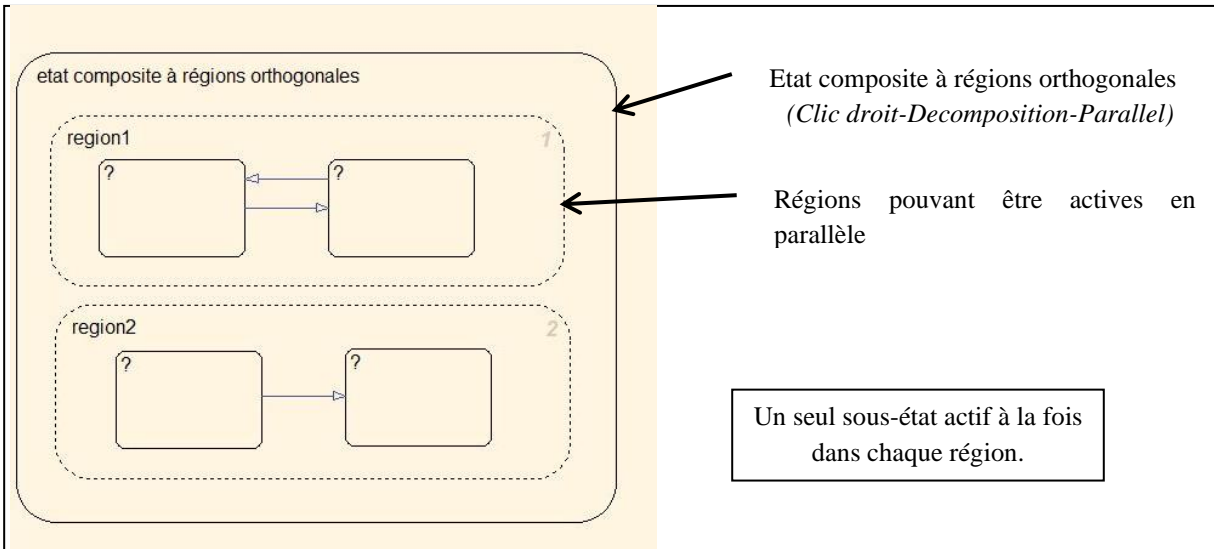 etat composite à régions orthogonales
region1
1
?
?
region2
2
?
?
Etat composite à régions orthogonales
(Clic droit-Decomposition-Parallel)
Régions pouvant être actives en
parallèle
Un seul sous-état actif à la fois
dans chaque région.